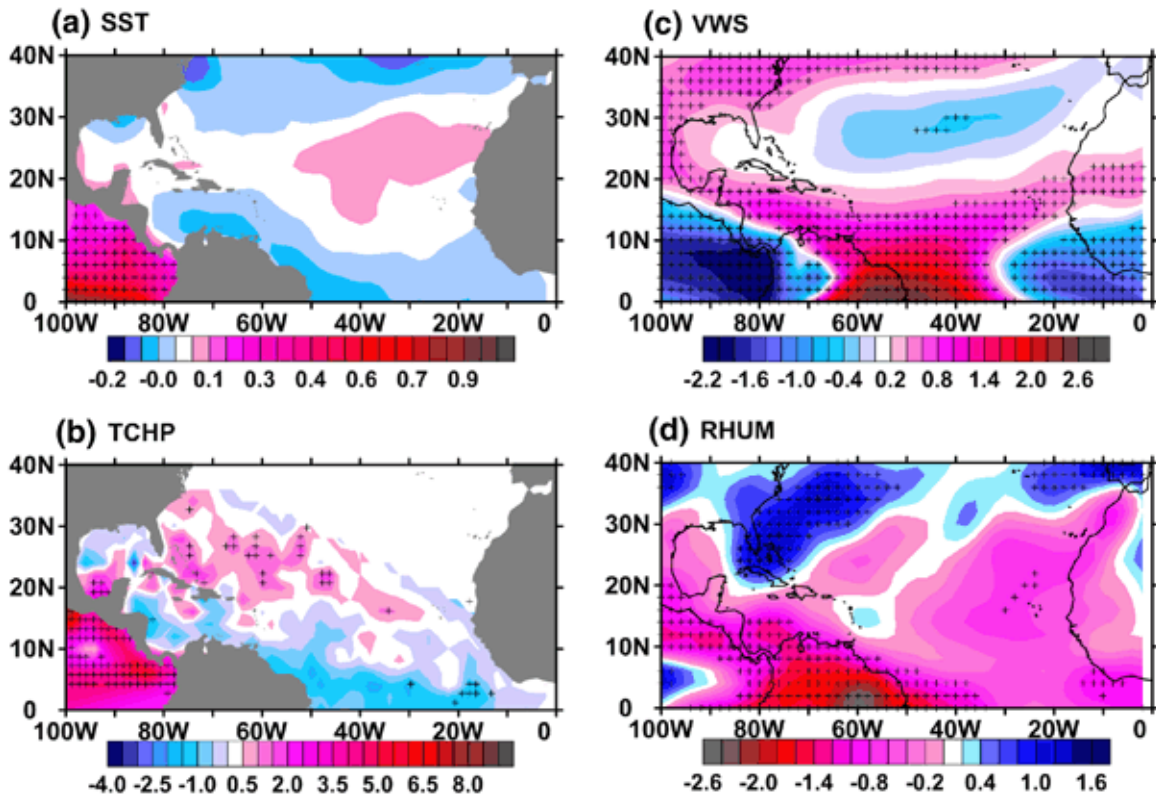 (a) SST
40N
30N
20N
10N
0
100W 80W 60W 40W 20W 0
-0.2 -0.0 0.1 0.3 0.4 0.6 0.7 0.9
(c) VWS
40N
30N
20N
10N
0
100W 80W 60W 40W 20W 0
-2.2 -1.6 -1.0 -0.4 0.2 0.8 1.4 2.0 2.6
(b) TCHP
40N
30N
20N
10N
0
100W 80W 60W 40W 20W 0
-4.0 -2.5 -1.0 0.5 2.0 3.5 5.0 6.5 8.0
(d) RHUM
40N
30N
20N
10N
0
100W 80W 60W 40W 20W 0
-2.6 -2.0 -1.4 -0.8 -0.2 0.4 1.0 1.6